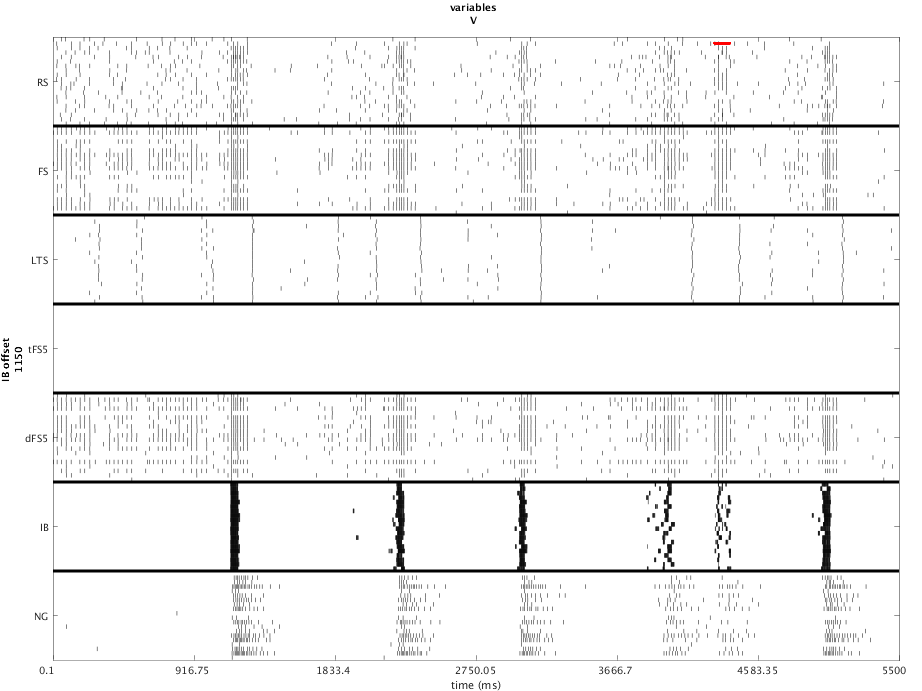 variables
V
RS
FS
LTS
tFS5
dFS5
IB
NG
IB offset
1150
0.1 916.75 1833.4 2750.05 3666.7 4583.35 5500
time (ms)